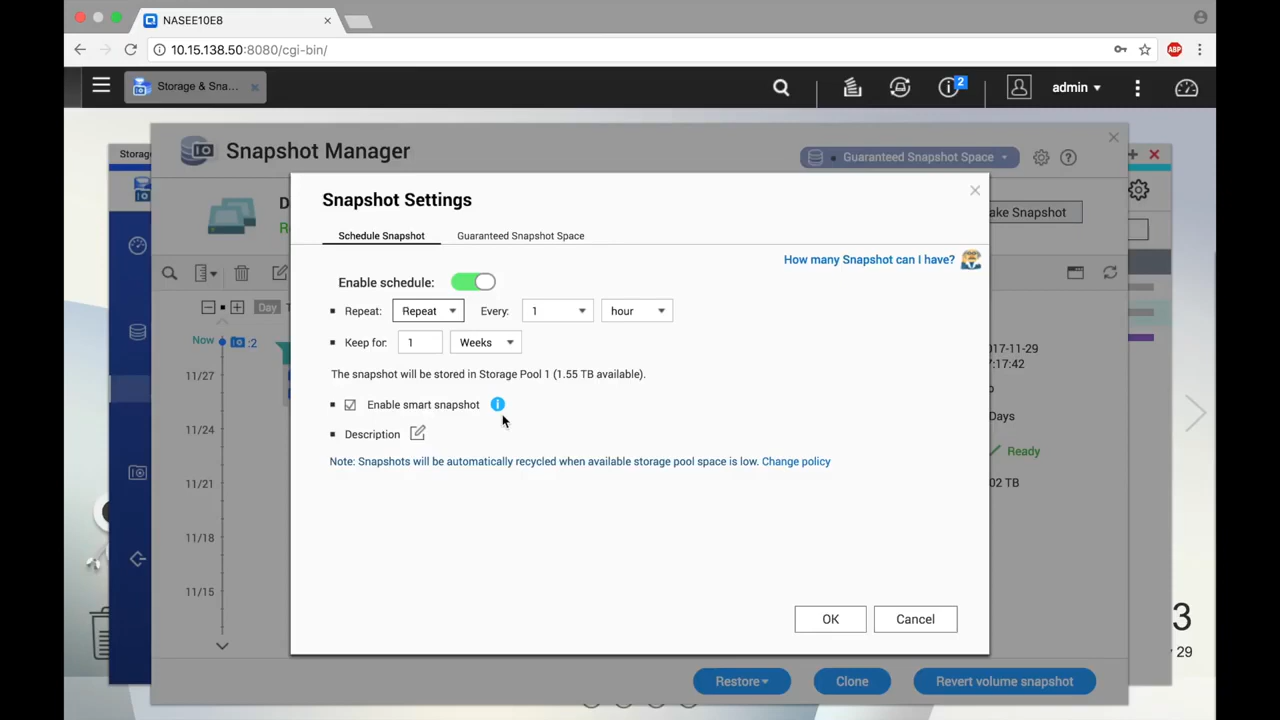 NASEE10E8
10.15.138.50:8080/cgi-bin/
ABP
Storage & Sna...
2
admin
Storag
Snapshot Manager
Guaranteed Snapshot Space
Snapshot Settings
D
R
ake Snapshot
Schedule Snapshot Guaranteed Snapshot Space
How many Snapshot can I have?
Enable schedule:
Day
Repeat: Repeat Every: 1 hour
Now :2
Keep for: 1 Weeks
2017-11-29
:17:42
11/27
The snapshot will be stored in Storage Pool 1 (1.55 TB available).
Enable smart snapshot
Days
11/24
Description
Ready
Note: Snapshots will be automatically recycled when available storage pool space is low. Change policy
11/21
02 TB
11/18
11/15
OK Cancel
3
29
Restore Clone Revert volume snapshot